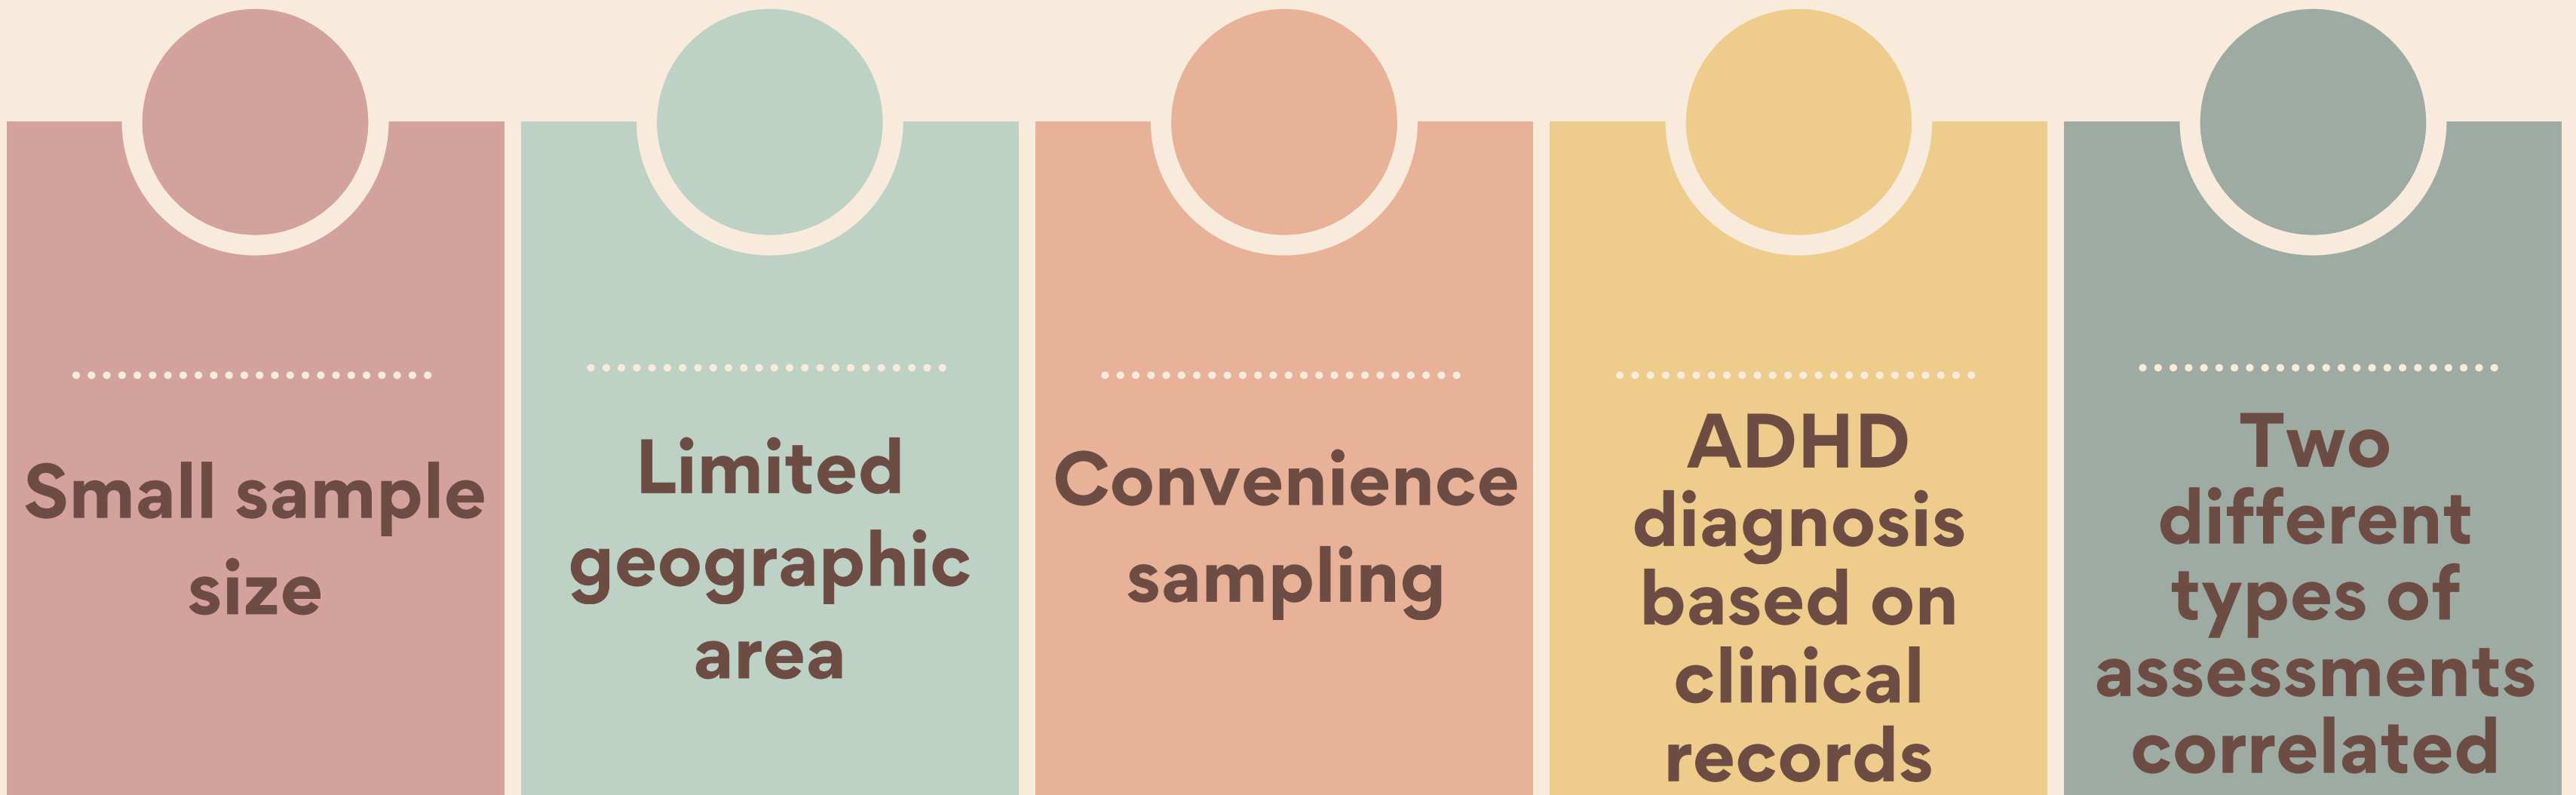 Small sample
size
Limited
geographic
area
Convenience
sampling
ADHD
diagnosis
based on
clinical
records
Two
different
types of
assessments
correlated